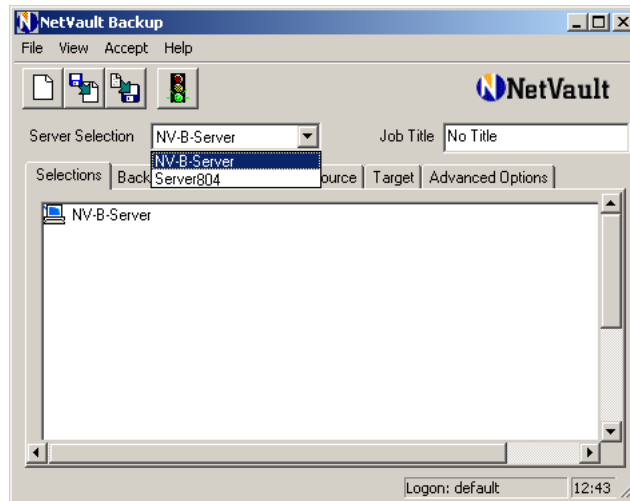 NetVault Backup
File View Accept Help
NetVault
Server Selection NV-B-Server Job Title No Title
NV-B-Server
Server804
Selections Back urce Target Advanced Options
NV-B-Server
Logon: default 12:43